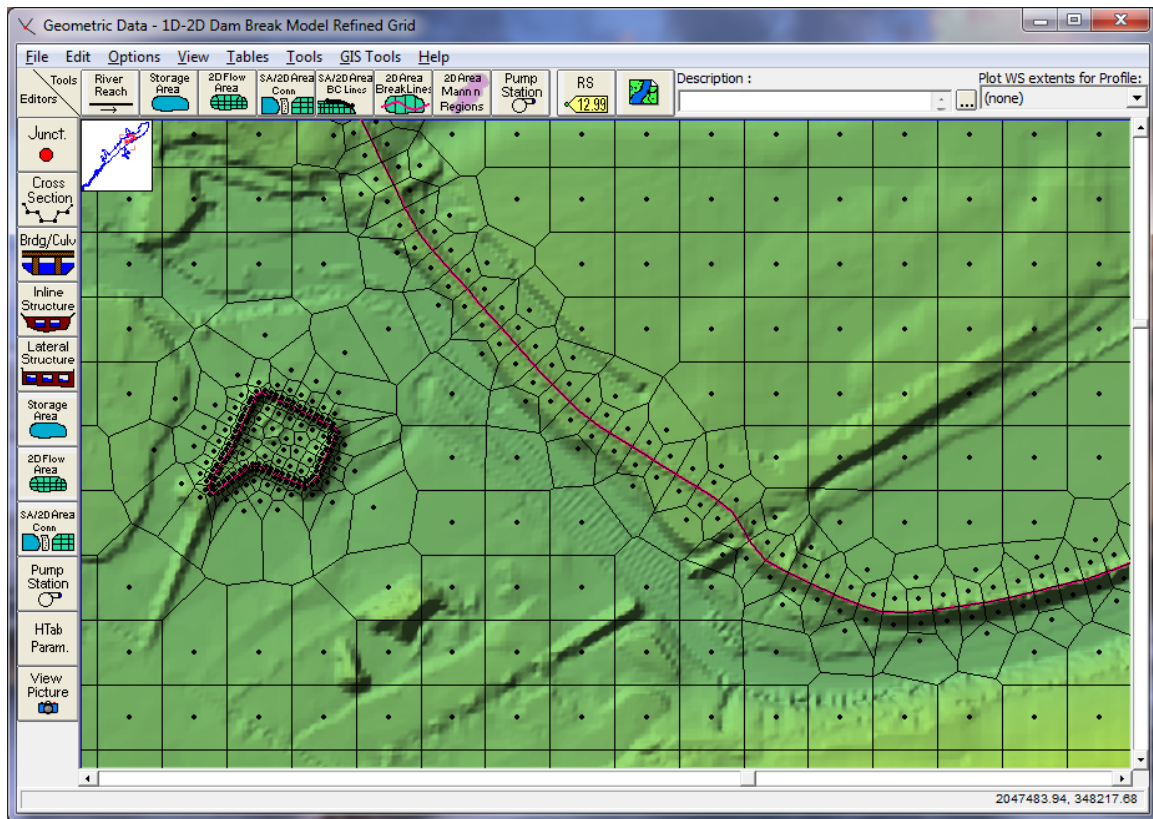 Geometric Data - 1D-2D Dam Break Model Refined Grid
File Edit Options View Tables Tools GIS Tools Help
Tools
Editors
River
Reach
Storage
Area
2D Flow
Area
SA/2D Area
Conn
SA/2D Area
BC Lines
2D Area
BreakLines
2D Area
Mann n
Regions
Pump
Station
RS
12.99
Description :
...
Plot WS extents for Profile:
(none)
Junct.
Cross
Section
Brdg/Culv
Inline
Structure
Lateral
Structure
Storage
Area
2D Flow
Area
SA/2D Area
Conn
Pump
Station
HTab
Param.
View
Picture
2047483.94, 348217.68